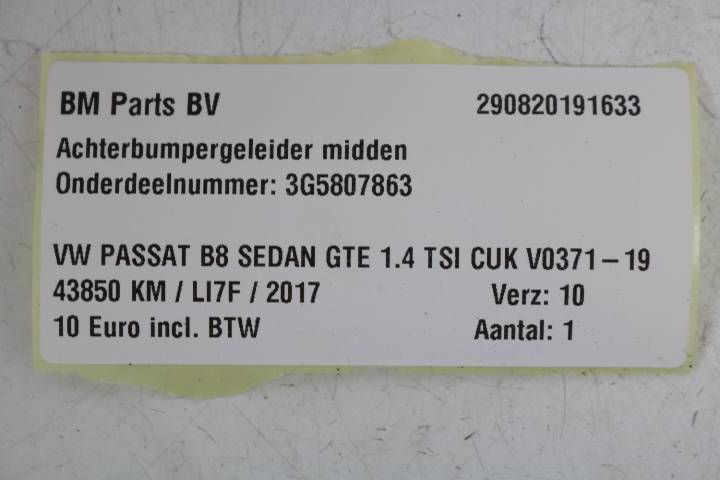 BM Parts BV 290820191633
Achterbumpergeleider midden
Onderdeelnummer: 3G5807863
VW PASSAT B8 SEDAN GTE 1.4 TSI CUK V0371-19
43850 KM / LI7F / 2017 Verz: 10
10 Euro incl. BTW Aantal: 1